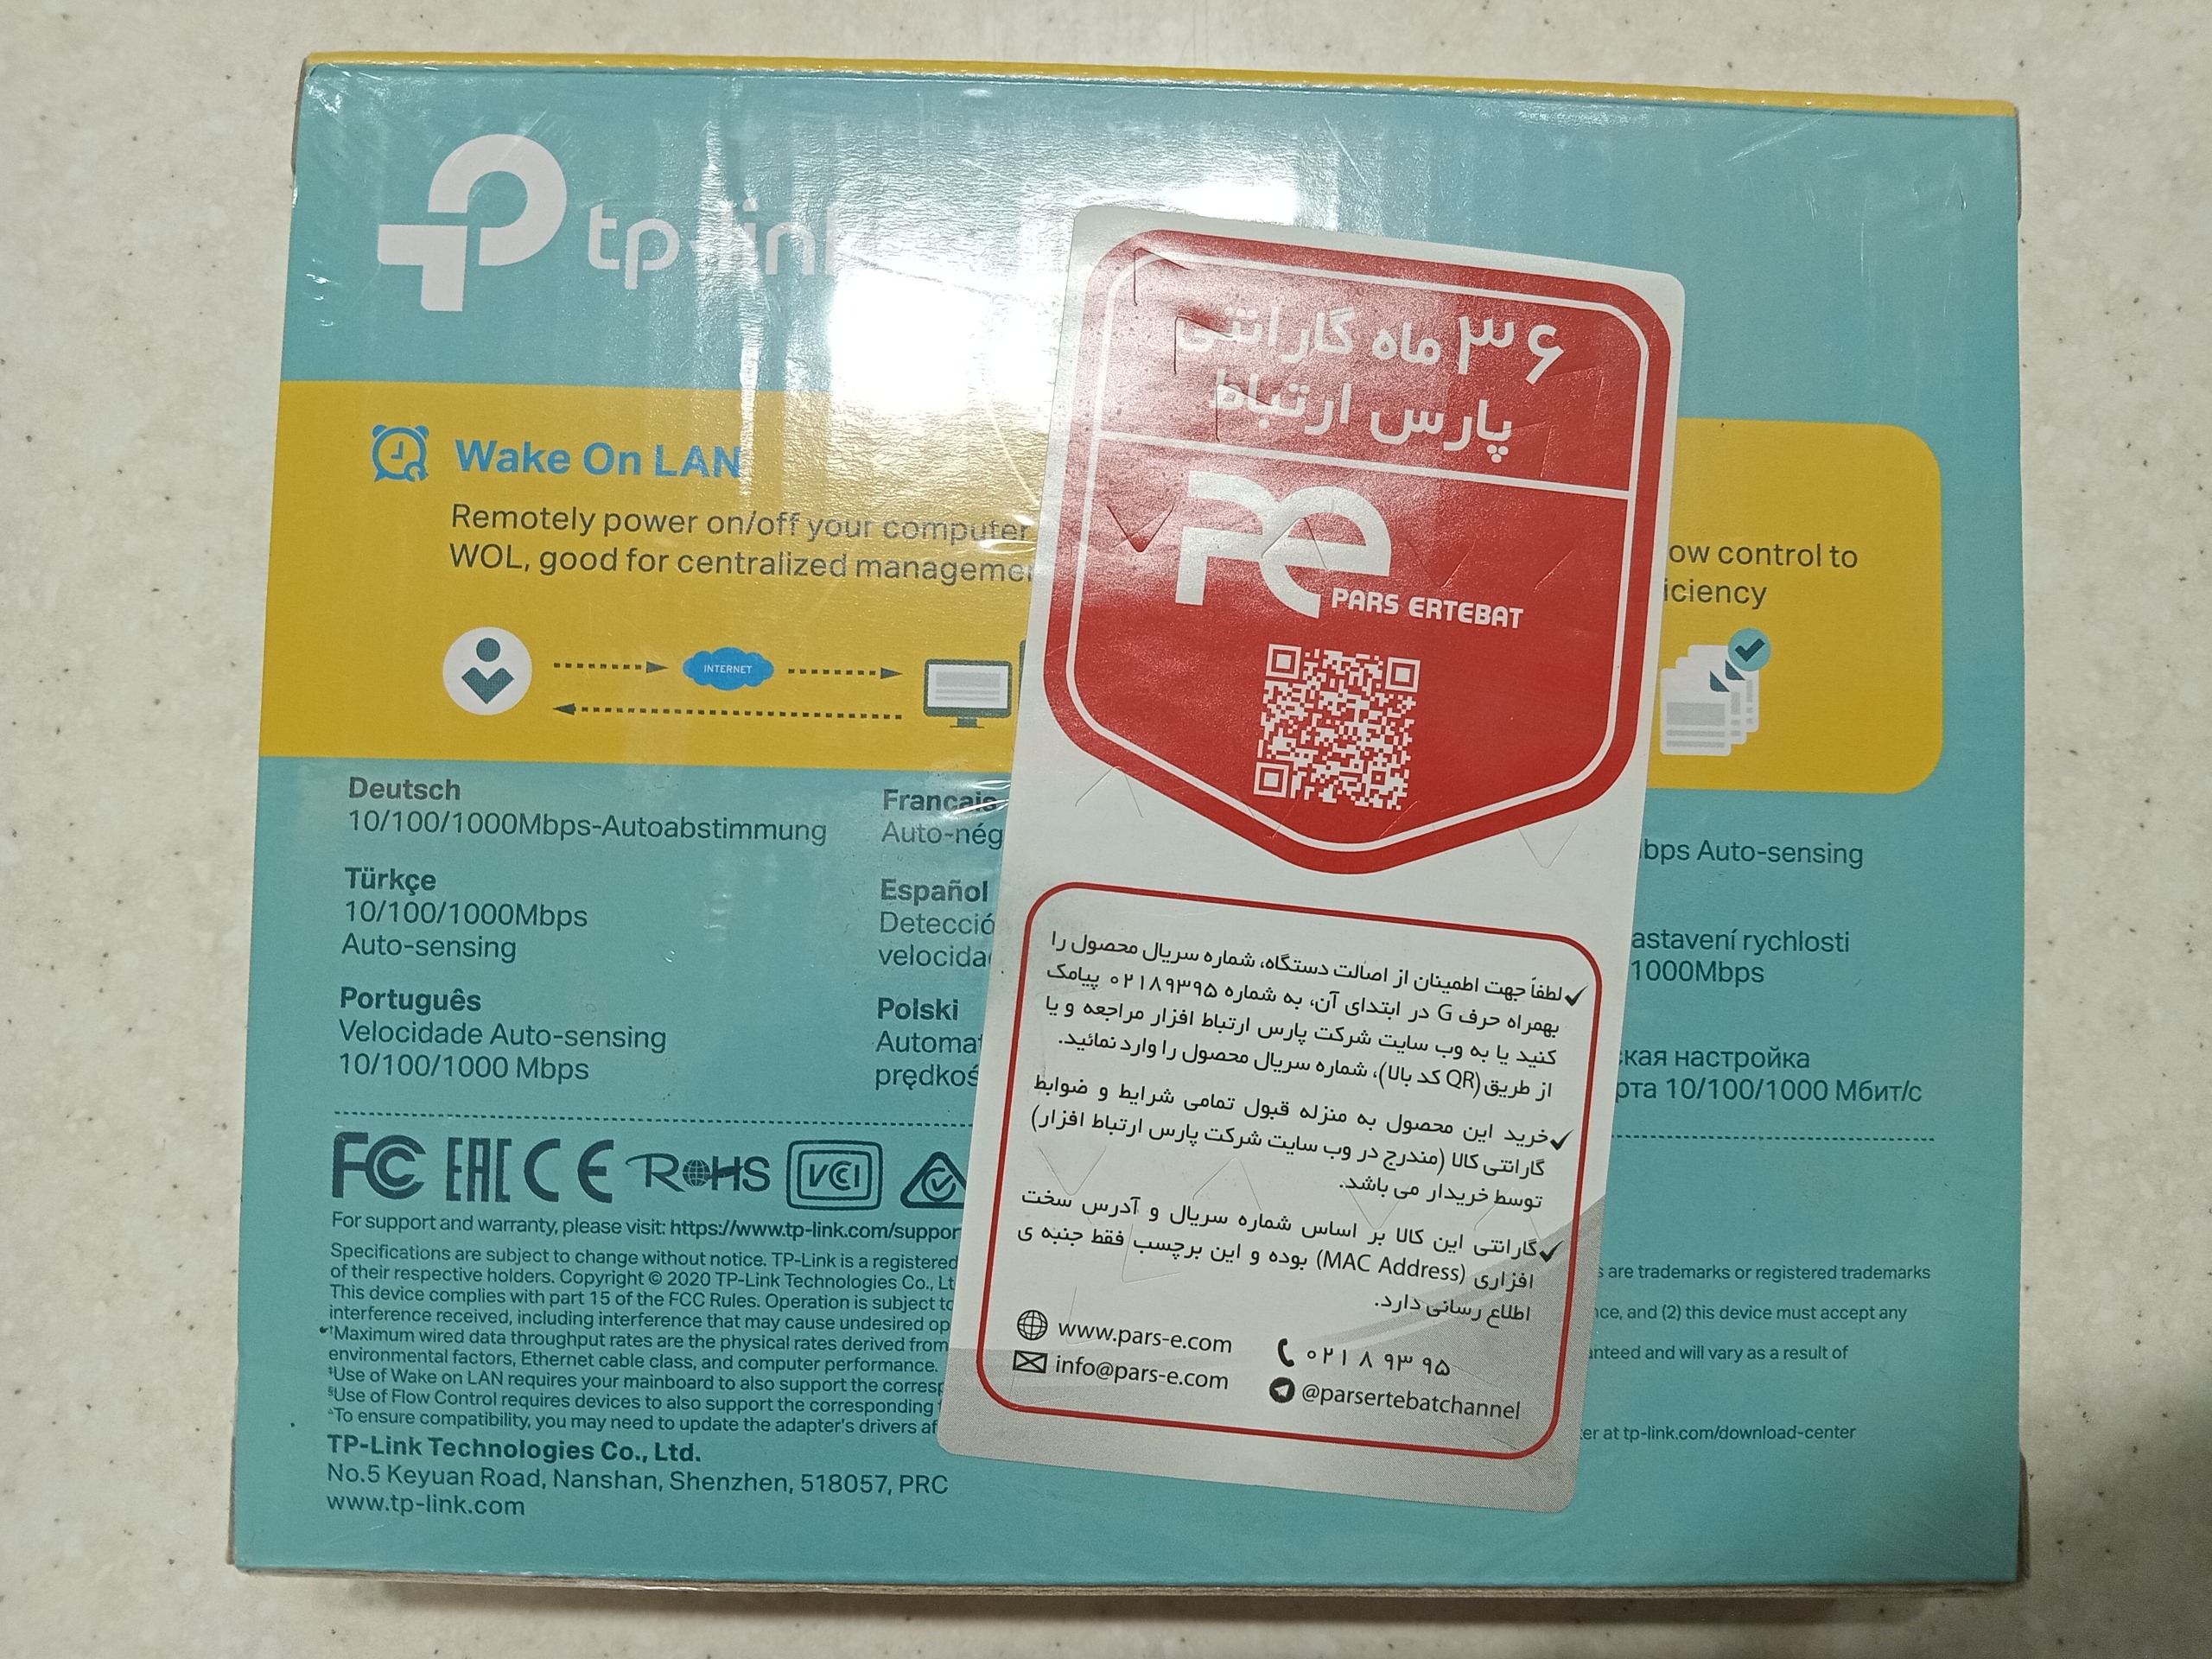 tp-link
Wake On LAN
Remotely power on/off your computer
WOL, good for centralized
INTERNET
control to
Deutsch
10/100/1000Mbps-Autoabstimmung
Türkçe
10/100/1000Mbps
Auto-sensing
Português
Velocidade Auto-sensing
10/100/1000 Mbps
Français
Español
Polski
Auto-sensing
rychlosti
1000Mbps
настройка
10/100/1000 Мбит/с
FC EAC CE RoHS VCI
For support and warranty, please visit: https://www.tp-link.com/suppor
Specifications are subject to change without notice. TP-Link is a registered
of their respective holders. Copyright © 2020 TP-Link Technologies Co., Lt
This device complies with part 15 of the FCC Rules. Operation is subject to
interference received, including interference that may cause undesired op
†Maximum wired data throughput rates are the physical rates derived from
environmental factors, Ethernet cable class, and computer performance.
‡Use of Wake on LAN requires your mainboard to also support the corresp
§Use of Flow Control requires devices to also support the corresponding
△To ensure compatibility, you may need to update the adapter's drivers af
s are trademarks or registered trademarks
nce, and (2) this device must accept any
anteed and will vary as a result of
er at tp-link.com/download-center
TP-Link Technologies Co., Ltd.
No.5 Keyuan Road, Nanshan, Shenzhen, 518057, PRC
www.tp-link.com
۳۶ ماه گارانتی
پارس ارتباط
Pe
PARS ERTEBAT
✓لطفاً جهت اطمینان از اصالت دستگاه، شماره سریال محصول را
بهمراه حرف G در ابتدای آن، به شماره ۰۲۱۸۹۳۹۵ پیامک
کنید یا به وب سایت شرکت پارس ارتباط افزار مراجعه و یا
از طریق (QR کد بالا)، شماره سریال محصول را وارد نمائید.
✓خرید این محصول به منزله قبول تمامی شرایط و ضوابط
گارانتی کالا (مندرج در وب سایت شرکت پارس ارتباط افزار)
توسط خریدار می باشد.
✓گارانتی این کالا بر اساس شماره سریال و آدرس سخت
افزاری (MAC Address) بوده و این برچسب فقط جنبه ی
اطلاع رسانی دارد.
www.pars-e.com
۰۲۱ ۸ ۹۳ ۹۵
info@pars-e.com
@parsertebatchannel